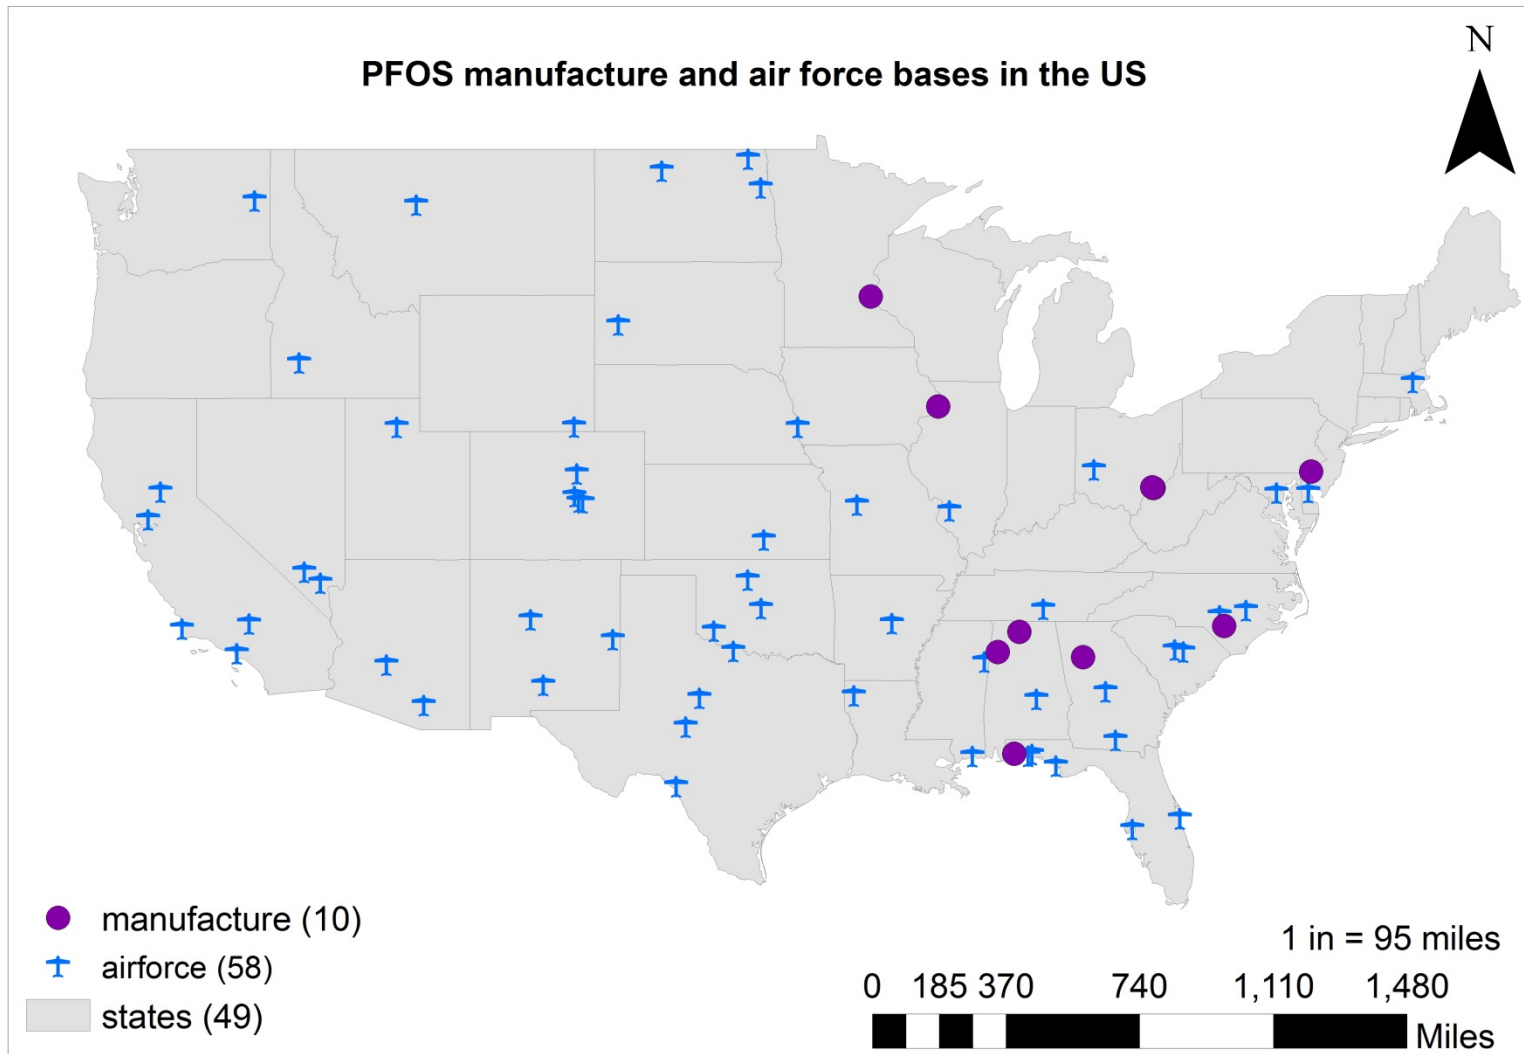 N
PFOS manufacture and air force bases in the US
manufacture (10)
airforce (58)
states (49)
1 in = 95 miles
0 185 370 740 1,110 1,480
Miles